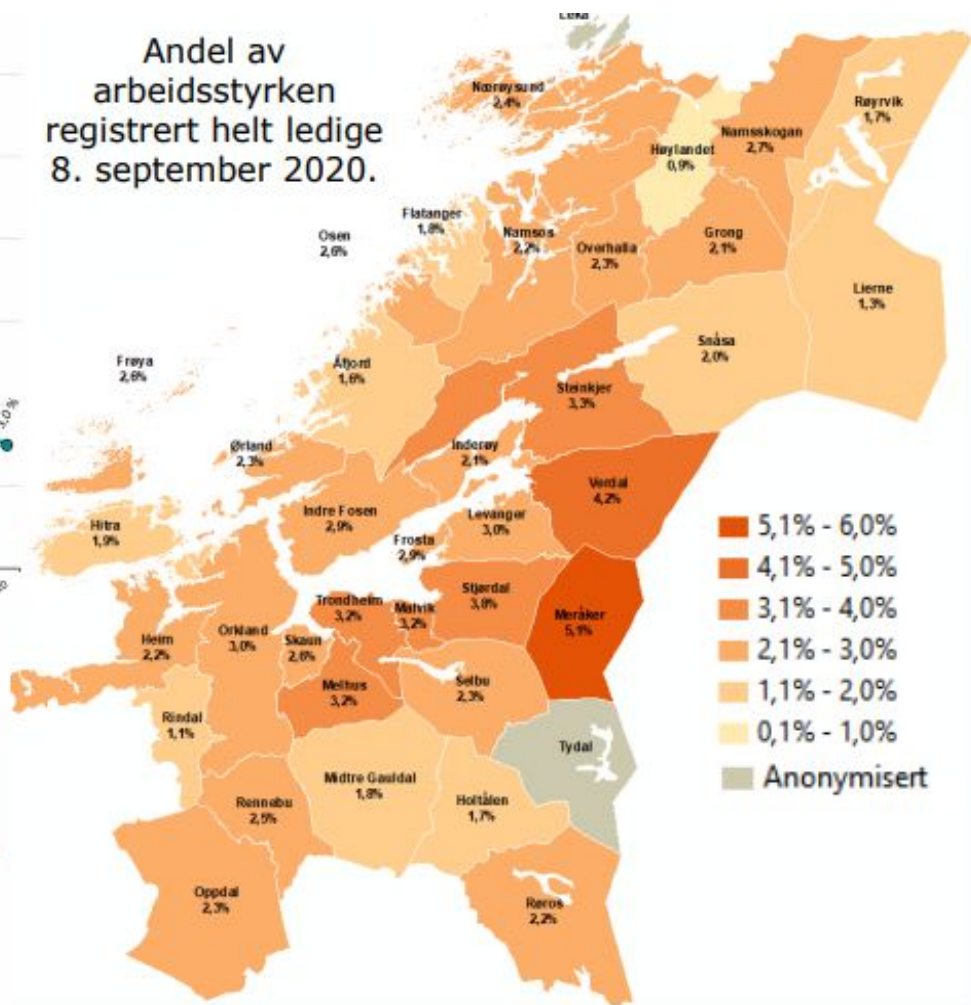 Leka
Andel av
arbeidsstyrken
registrert helt ledige
8. september 2020.
Nærøysund
2,4%
Røyrvik
1,7%
Namsskogan
2,7%
Høylandet
0,9%
Flatanger
1,8%
Namsos
2,2%
Osen
2,6%
Overhalla
2,3%
Grong
2,1%
Lierne
1,3%
Snåsa
2,0%
Frøya
2,6%
Åfjord
1,6%
Steinkjer
3,3%
Ørland
2,3%
Inderøy
2,1%
Verdal
4,2%
Indre Fosen
2,9%
Levanger
3,0%
Hitra
1,9%
Frosta
2,9%
Stjørdal
3,8%
Trondheim
3,2%
Malvik
3,2%
Meråker
5,1%
Heim
2,2%
Orkland
3,0%
Skaun
2,6%
Melhus
3,2%
Selbu
2,3%
Rindal
1,1%
Tydal
Midtre Gauldal
1,8%
Holtålen
1,7%
Rennebu
2,5%
Oppdal
2,3%
Røros
2,2%
5,1% - 6,0%
4,1% - 5,0%
3,1% - 4,0%
2,1% - 3,0%
1,1% - 2,0%
0,1% - 1,0%
Anonymisert